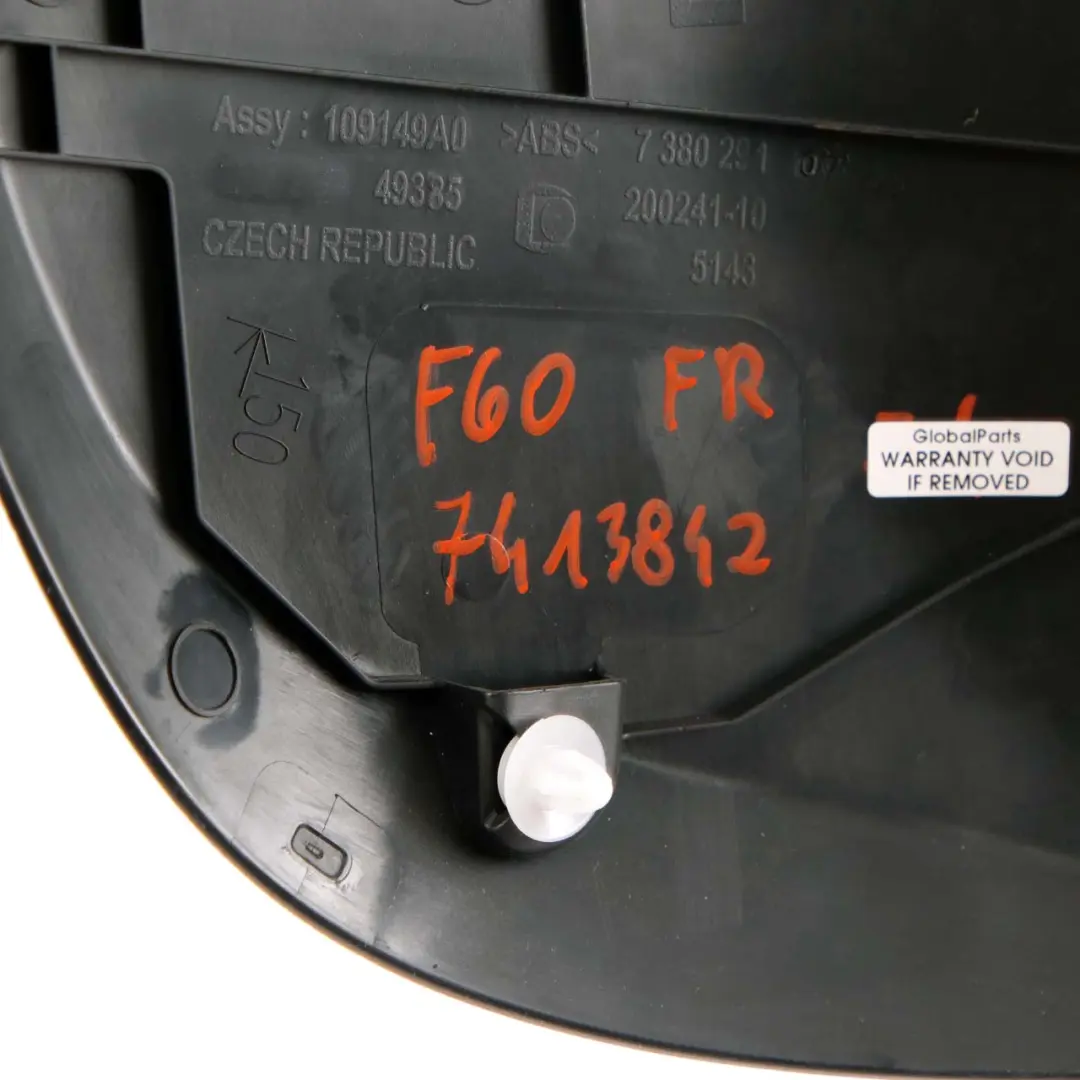 Assy : 109149A0 >ABS< 7 380 291
49385 200241-10
CZECH REPUBLIC 5143
150
F60 FR
7413842
GlobalParts
WARRANTY VOID
IF REMOVED